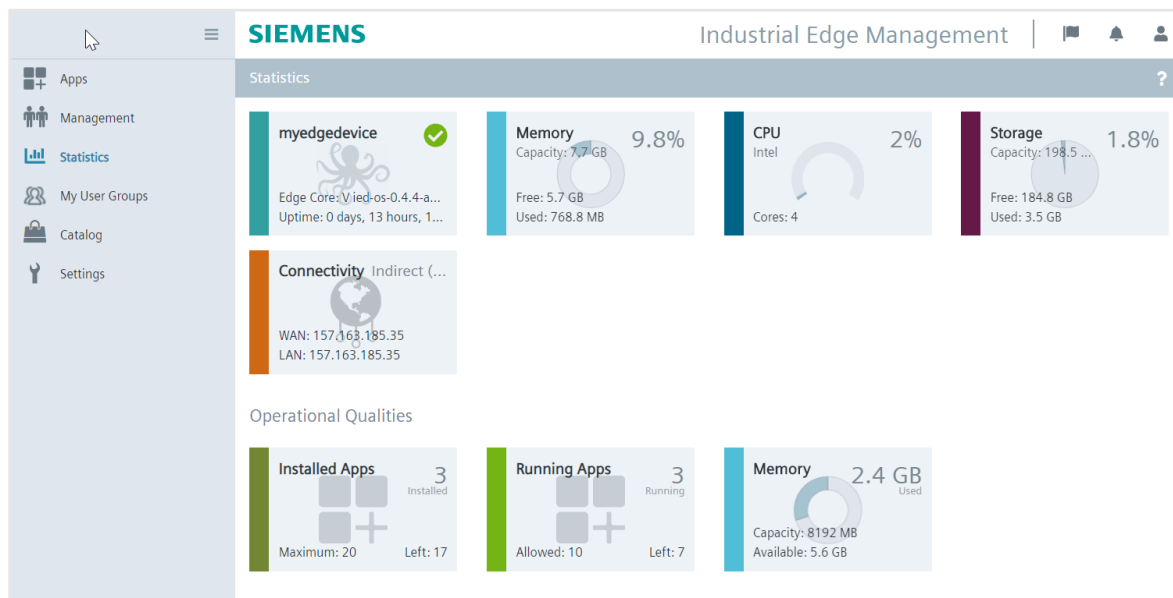 SIEMENS
Industrial Edge Management
Apps
Management
Statistics
My User Groups
Catalog
Settings
Statistics
?
myedgedevice
Edge Core: V ied-os-0.4.4-a...
Uptime: 0 days, 13 hours, 1...
Memory
9.8%
Capacity: 7.7 GB
Free: 5.7 GB
Used: 768.8 MB
CPU
2%
Intel
Cores: 4
Storage
1.8%
Capacity: 198.5 ...
Free: 184.8 GB
Used: 3.5 GB
Connectivity Indirect (...
WAN: 157.163.185.35
LAN: 157.163.185.35
Operational Qualities
Installed Apps
3
Installed
Maximum: 20 Left: 17
Running Apps
3
Running
Allowed: 10 Left: 7
Memory
2.4 GB
Used
Capacity: 8192 MB
Available: 5.6 GB